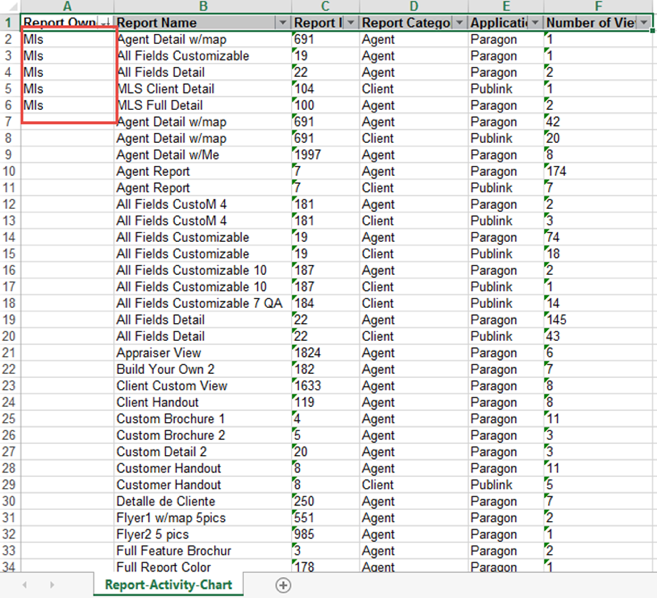 A B C D E F
1 Report Own Report Name Report I Report Catego Applicati Number of Vie
2 Mls Agent Detail w/map 691 Agent Paragon 1
3 Mls All Fields Customizable 19 Agent Paragon 1
4 Mls All Fields Detail 22 Agent Paragon 2
5 Mls MLS Client Detail 104 Client Publink 1
6 Mls MLS Full Detail 100 Agent Paragon 2
7 Agent Detail w/map 691 Agent Paragon 42
8 Agent Detail w/map 691 Client Publink 20
9 Agent Detail w/Me 1997 Agent Paragon 8
10 Agent Report 7 Agent Paragon 174
11 Agent Report 7 Client Publink 7
12 All Fields CustoM 4 181 Agent Paragon 2
13 All Fields CustoM 4 181 Client Publink 3
14 All Fields Customizable 19 Agent Paragon 74
15 All Fields Customizable 19 Client Publink 18
16 All Fields Customizable 10 187 Agent Paragon 2
17 All Fields Customizable 10 187 Client Publink 1
18 All Fields Customizable 7 QA 184 Client Publink 14
19 All Fields Detail 22 Agent Paragon 145
20 All Fields Detail 22 Client Publink 43
21 Appraiser View 1824 Agent Paragon 6
22 Build Your Own 2 182 Agent Paragon 7
23 Client Custom View 1633 Agent Paragon 8
24 Client Handout 119 Agent Paragon 8
25 Custom Brochure 1 4 Agent Paragon 11
26 Custom Brochure 2 5 Agent Paragon 3
27 Custom Detail 2 20 Agent Paragon 3
28 Customer Handout 8 Agent Paragon 11
29 Customer Handout 8 Client Publink 5
30 Detalle de Cliente 250 Agent Paragon 7
31 Flyer1 w/map 5pics 551 Agent Paragon 2
32 Flyer2 5 pics 985 Agent Paragon 1
33 Full Feature Brochur 3 Agent Paragon 2
34 Full Report Color 178 Agent Paragon 1
Report-Activity-Chart